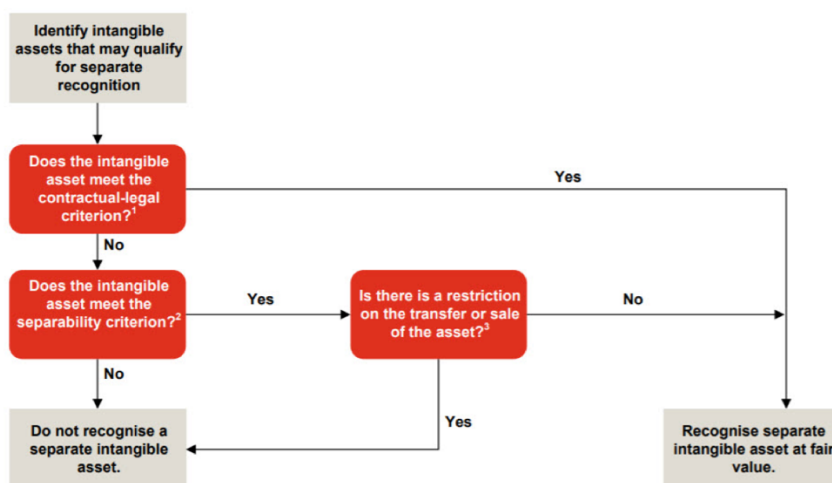 Identify intangible
assets that may qualify
for separate
recognition
Does the intangible
asset meet the
contractual-legal
criterion?¹
Yes
No
Does the intangible
asset meet the
separability criterion?²
Yes
Is there is a restriction
on the transfer or sale
of the asset?³
No
No
Yes
Do not recognise a
separate intangible
asset.
Recognise separate
intangible asset at fair
value.